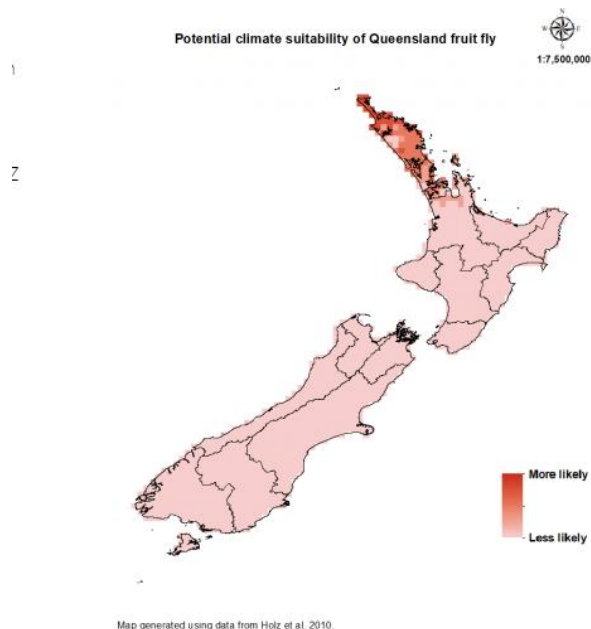 Potential climate suitability of Queensland fruit fly
N
W E
S
1:7,500,000
n
Z
More likely
Less likely
Map generated using data from Holz et al. 2010.